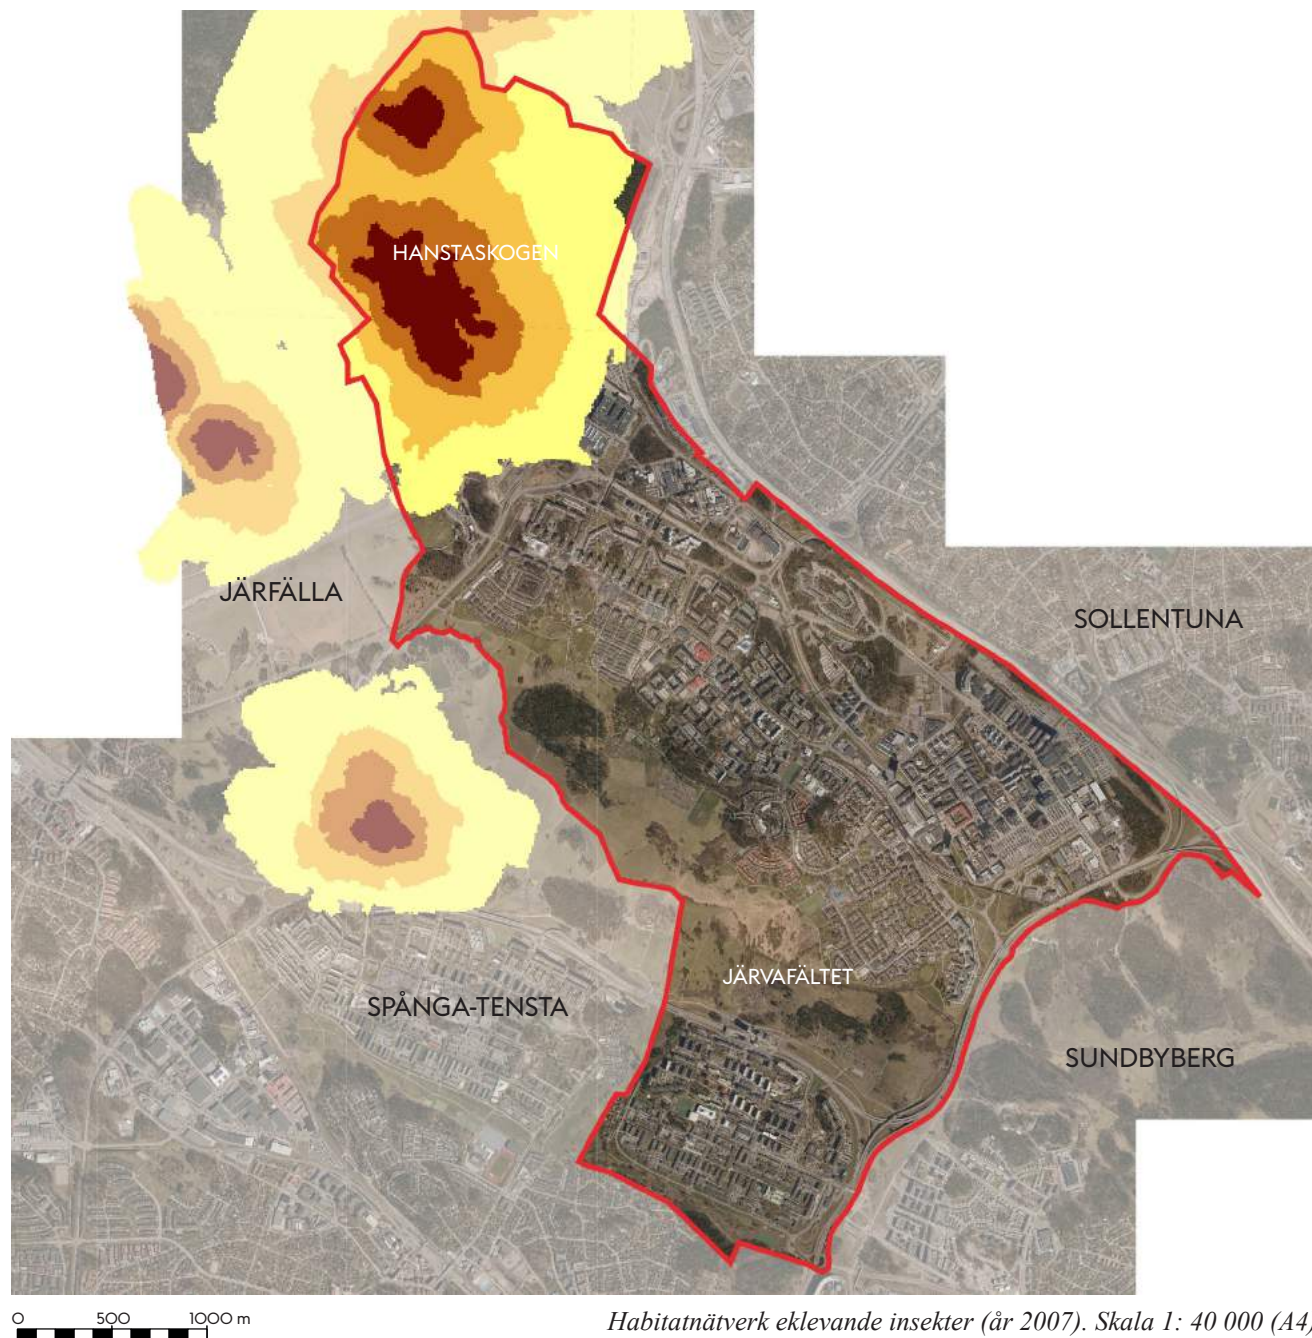 HANSTASKOGEN
JÄRFÄLLA
SOLLENTUNA
JÄRVAFÄLTET
SPÅNGA-TENSTA
SUNDBYBERG
0 500 1000 m
Habitatnätverk eklevande insekter (år 2007). Skala 1: 40 000 (A4)